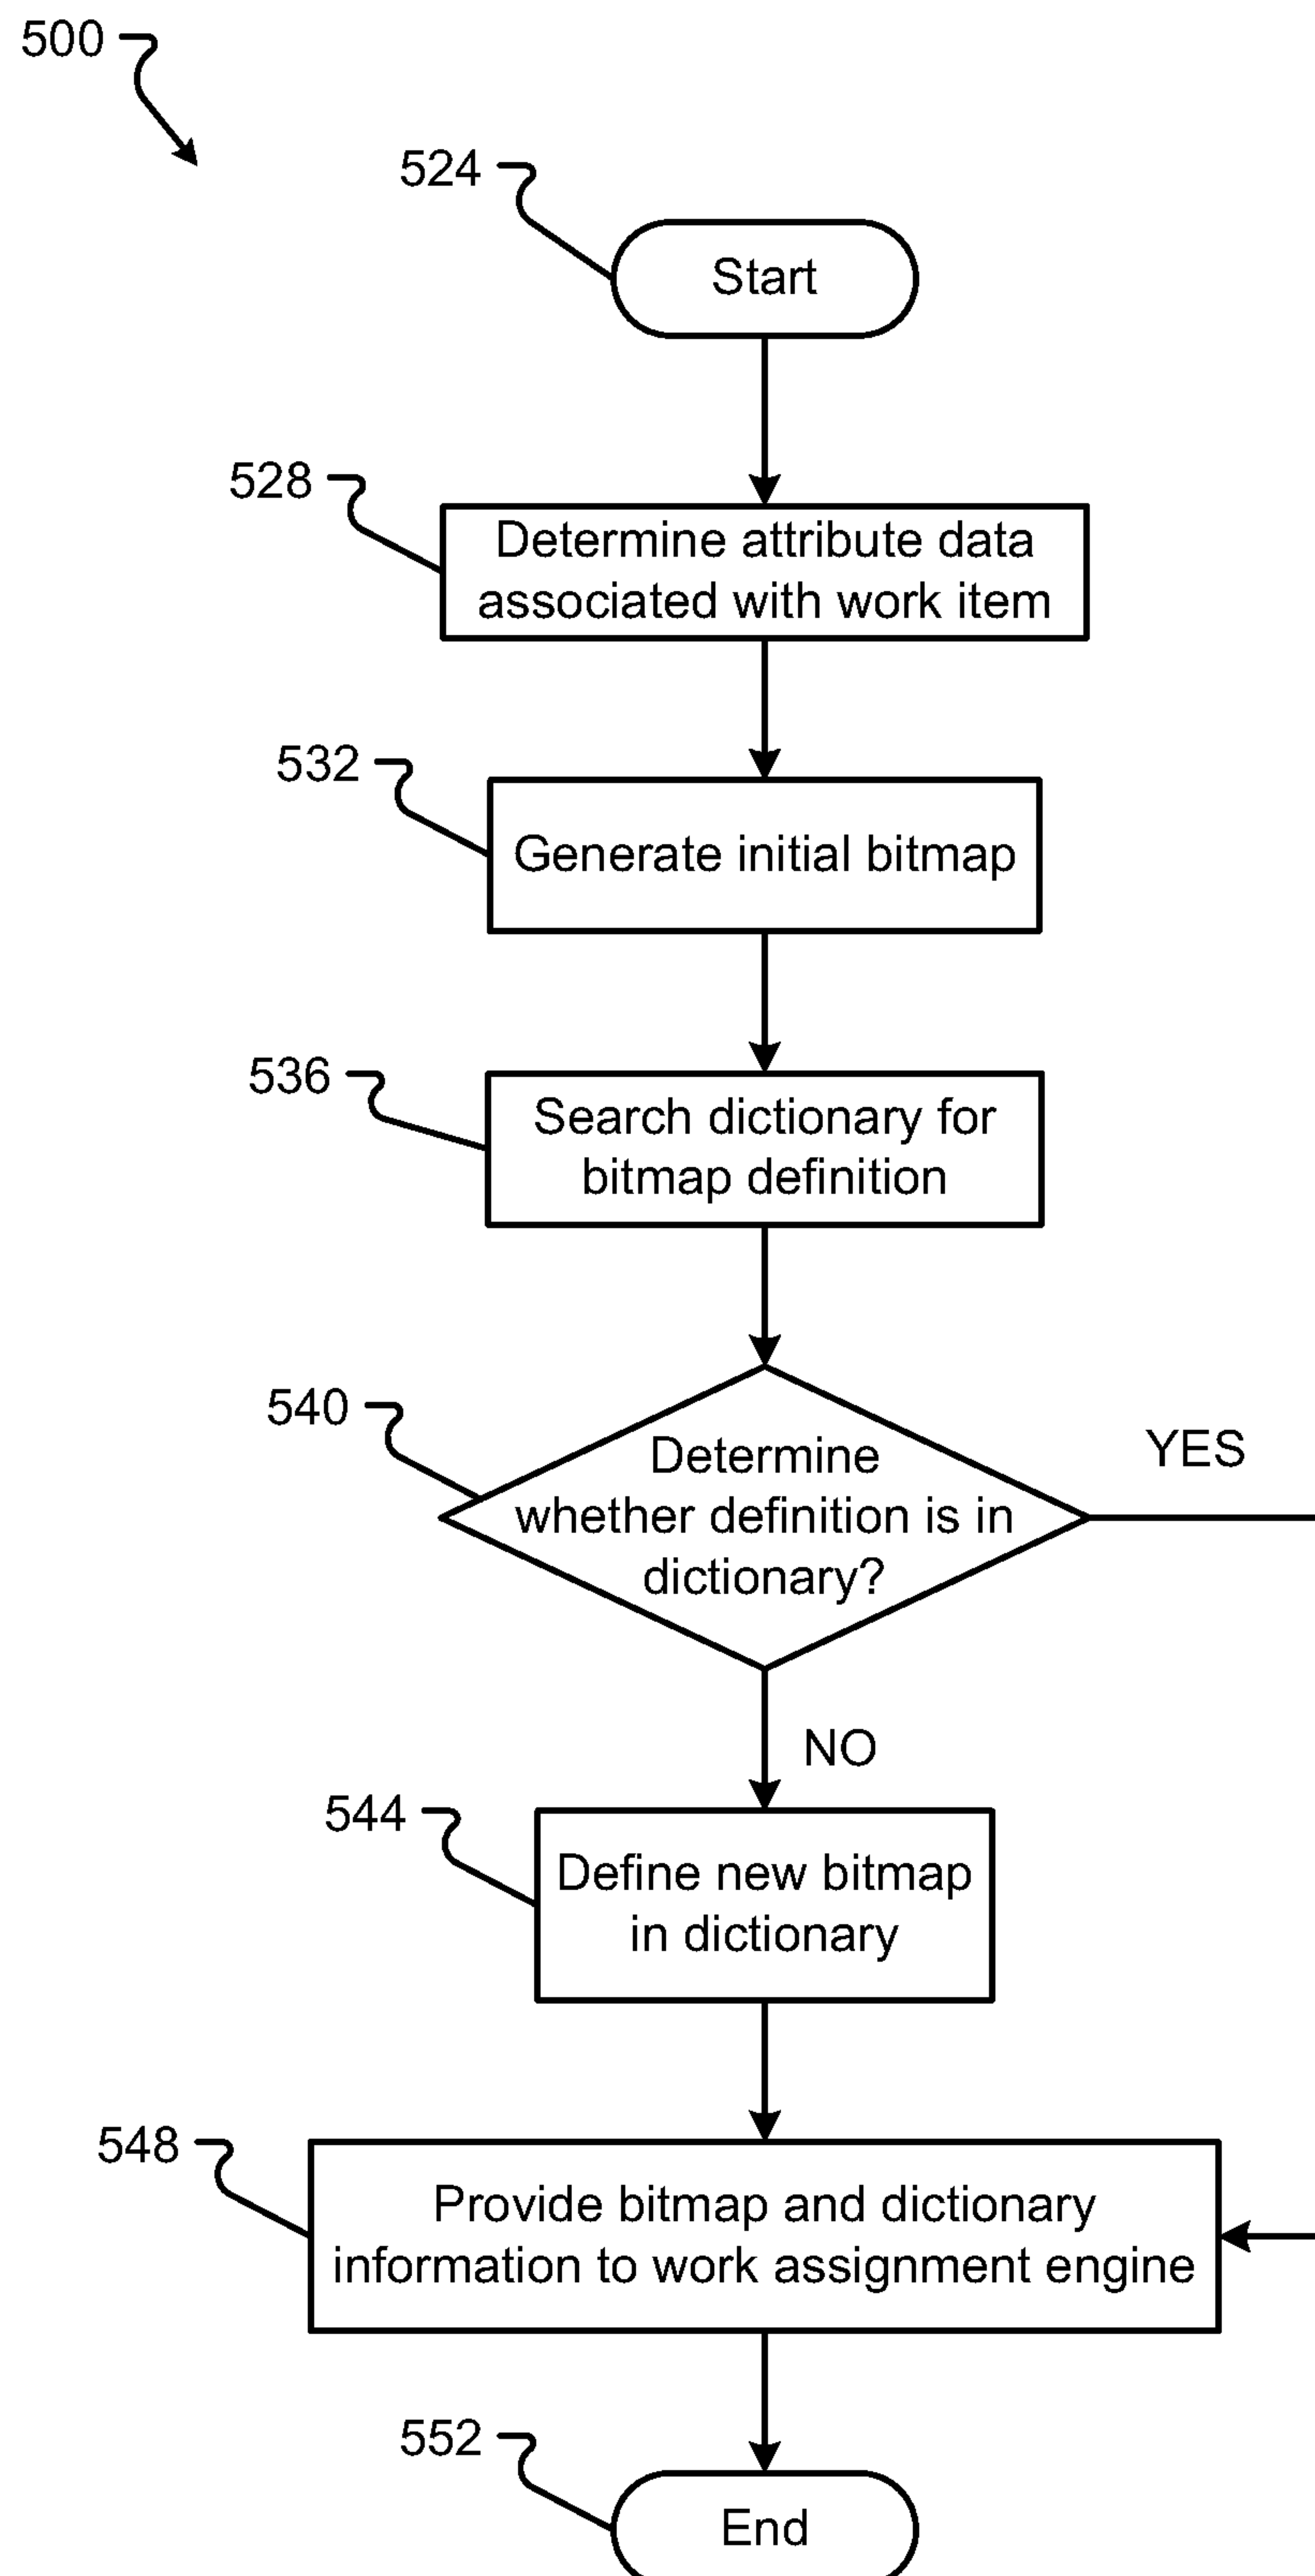 500
524
Start
528
Determine attribute data
associated with work item
532
Generate initial bitmap
536
Search dictionary for
bitmap definition
540
Determine
whether definition is in
dictionary?
YES
NO
544
Define new bitmap
in dictionary
548
Provide bitmap and dictionary
information to work assignment engine
552
End